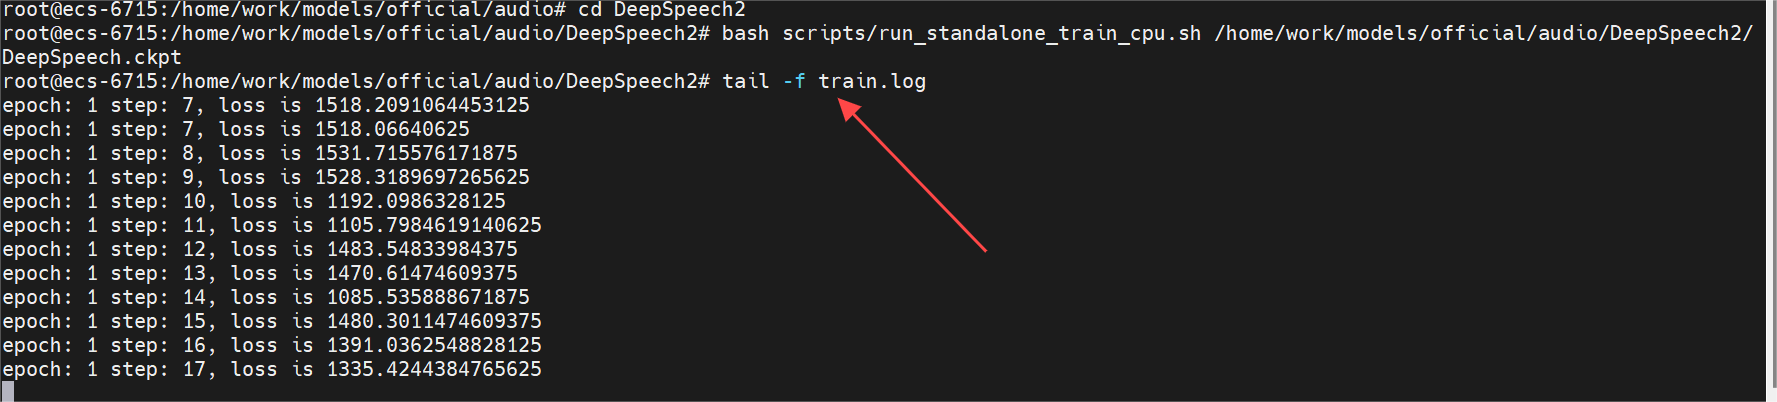 root@ecs-6715:/home/work/models/official/audio# cd DeepSpeech2
root@ecs-6715:/home/work/models/official/audio/DeepSpeech2# bash scripts/run_standalone_train_cpu.sh /home/work/models/official/audio/DeepSpeech2/
DeepSpeech.ckpt
root@ecs-6715:/home/work/models/official/audio/DeepSpeech2# tail -f train.log
epoch: 1 step: 7, loss is 1518.2091064453125
epoch: 1 step: 7, loss is 1518.06640625
epoch: 1 step: 8, loss is 1531.715576171875
epoch: 1 step: 9, loss is 1528.3189697265625
epoch: 1 step: 10, loss is 1192.0986328125
epoch: 1 step: 11, loss is 1105.7984619140625
epoch: 1 step: 12, loss is 1483.54833984375
epoch: 1 step: 13, loss is 1470.61474609375
epoch: 1 step: 14, loss is 1085.535888671875
epoch: 1 step: 15, loss is 1480.3011474609375
epoch: 1 step: 16, loss is 1391.0362548828125
epoch: 1 step: 17, loss is 1335.4244384765625